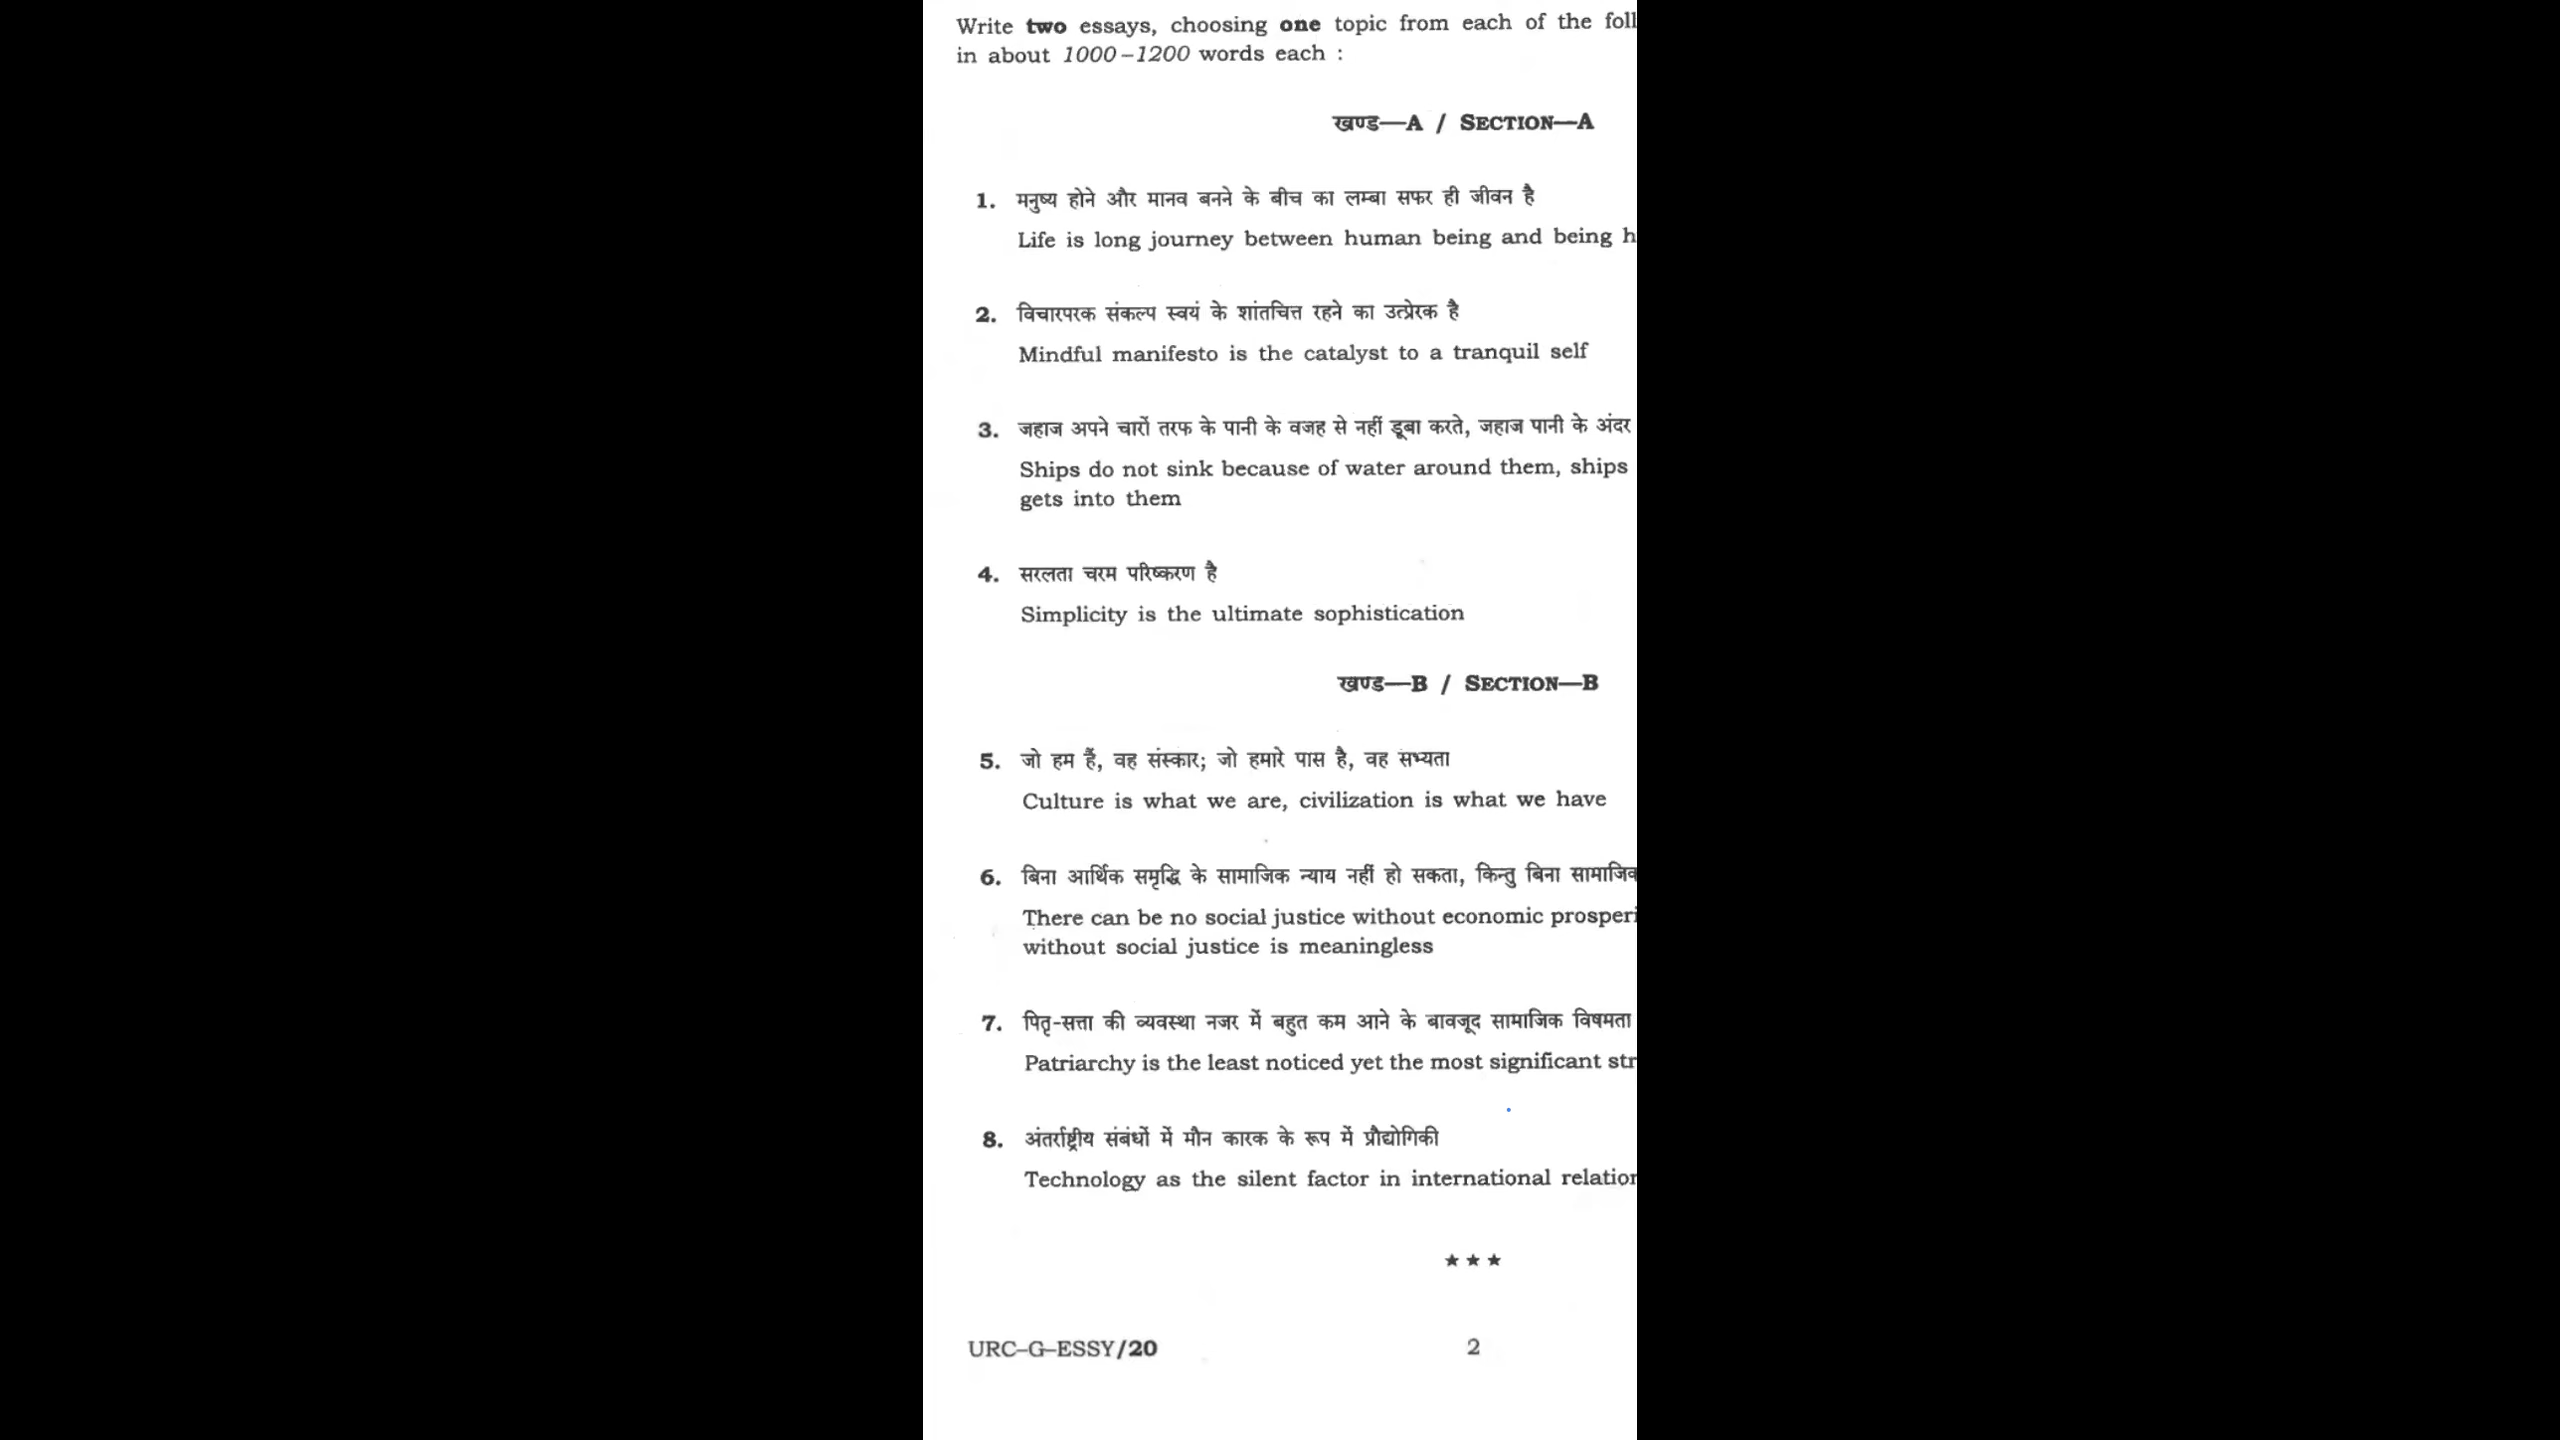 Write two essays, choosing one topic from each of the foll
in about 1000–1200 words each :
खण्ड—A / SECTION—A
1. मनुष्य होने और मानव बनने के बीच का लम्बा सफर ही जीवन है
Life is long journey between human being and being h
2. विचारपरक संकल्प स्वयं के शांतचित्त रहने का उत्प्रेरक है
Mindful manifesto is the catalyst to a tranquil self
3. जहाज अपने चारों तरफ के पानी के वजह से नहीं डूबा करते, जहाज पानी के अंदर
Ships do not sink because of water around them, ships
gets into them
4. सरलता चरम परिष्करण है
Simplicity is the ultimate sophistication
खण्ड—B / SECTION—B
5. जो हम हैं, वह संस्कार; जो हमारे पास है, वह सभ्यता
Culture is what we are, civilization is what we have
6. बिना आर्थिक समृद्धि के सामाजिक न्याय नहीं हो सकता, किन्तु बिना सामाजिक
There can be no social justice without economic prosperi
without social justice is meaningless
7. पितृ-सत्ता की व्यवस्था नजर में बहुत कम आने के बावजूद सामाजिक विषमता
Patriarchy is the least noticed yet the most significant str
8. अंतर्राष्ट्रीय संबंधों में मौन कारक के रूप में प्रौद्योगिकी
Technology as the silent factor in international relation
★ ★ ★
URC–G–ESSY/20 2